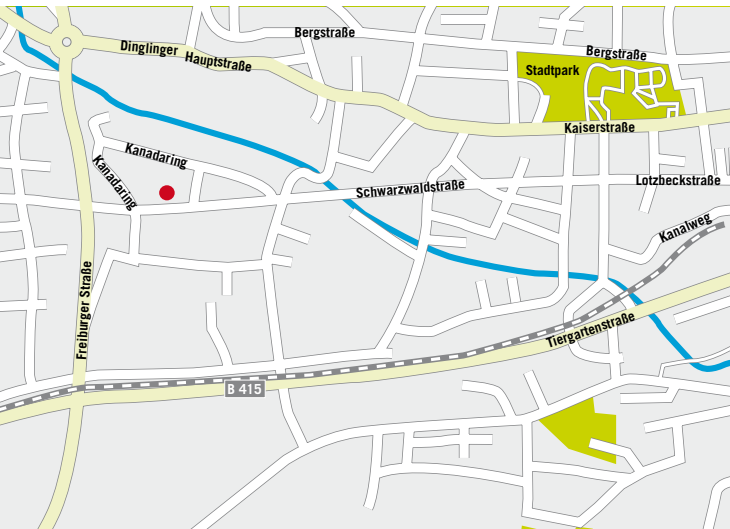 Bergstraße
Dinglinger Hauptstraße
Bergstraße
Stadtpark
Kaiserstraße
Kanadaring
Kanadaring
Schwarzwaldstraße
Lotzbeckstraße
Kanalweg
Freiburger Straße
Tiergartenstraße
B 415